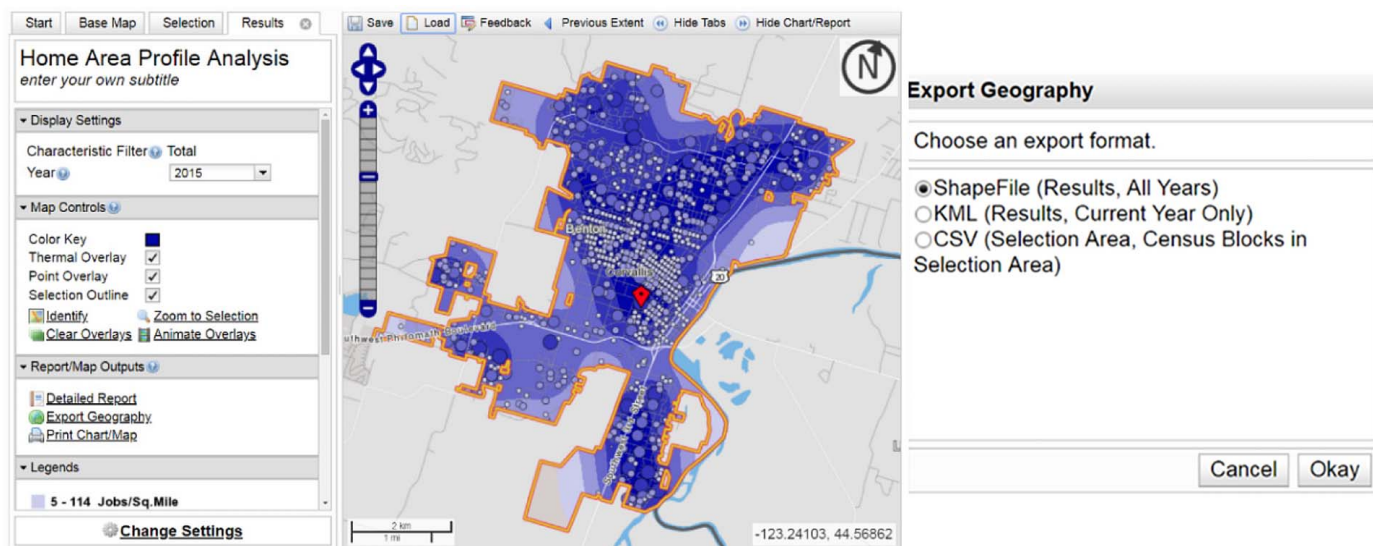 Start Base Map Selection Results
Home Area Profile Analysis
enter your own subtitle
Display Settings
Characteristic Filter Total
Year 2015
Map Controls
Color Key
Thermal Overlay
Point Overlay
Selection Outline
Identify Zoom to Selection
Clear Overlays Animate Overlays
Report/Map Outputs
Detailed Report
Export Geography
Print Chart/Map
Legends
5 - 114 Jobs/Sq.Mile
Change Settings
Save Load Feedback Previous Extent Hide Tabs Hide Chart/Report
N
Benton
Corvallis
20
uthwest Philomath Boulevard
2 km
1 mi
-123.24103, 44.56862
Export Geography
Choose an export format.
ShapeFile (Results, All Years)
KML (Results, Current Year Only)
CSV (Selection Area, Census Blocks in
Selection Area)
Cancel Okay